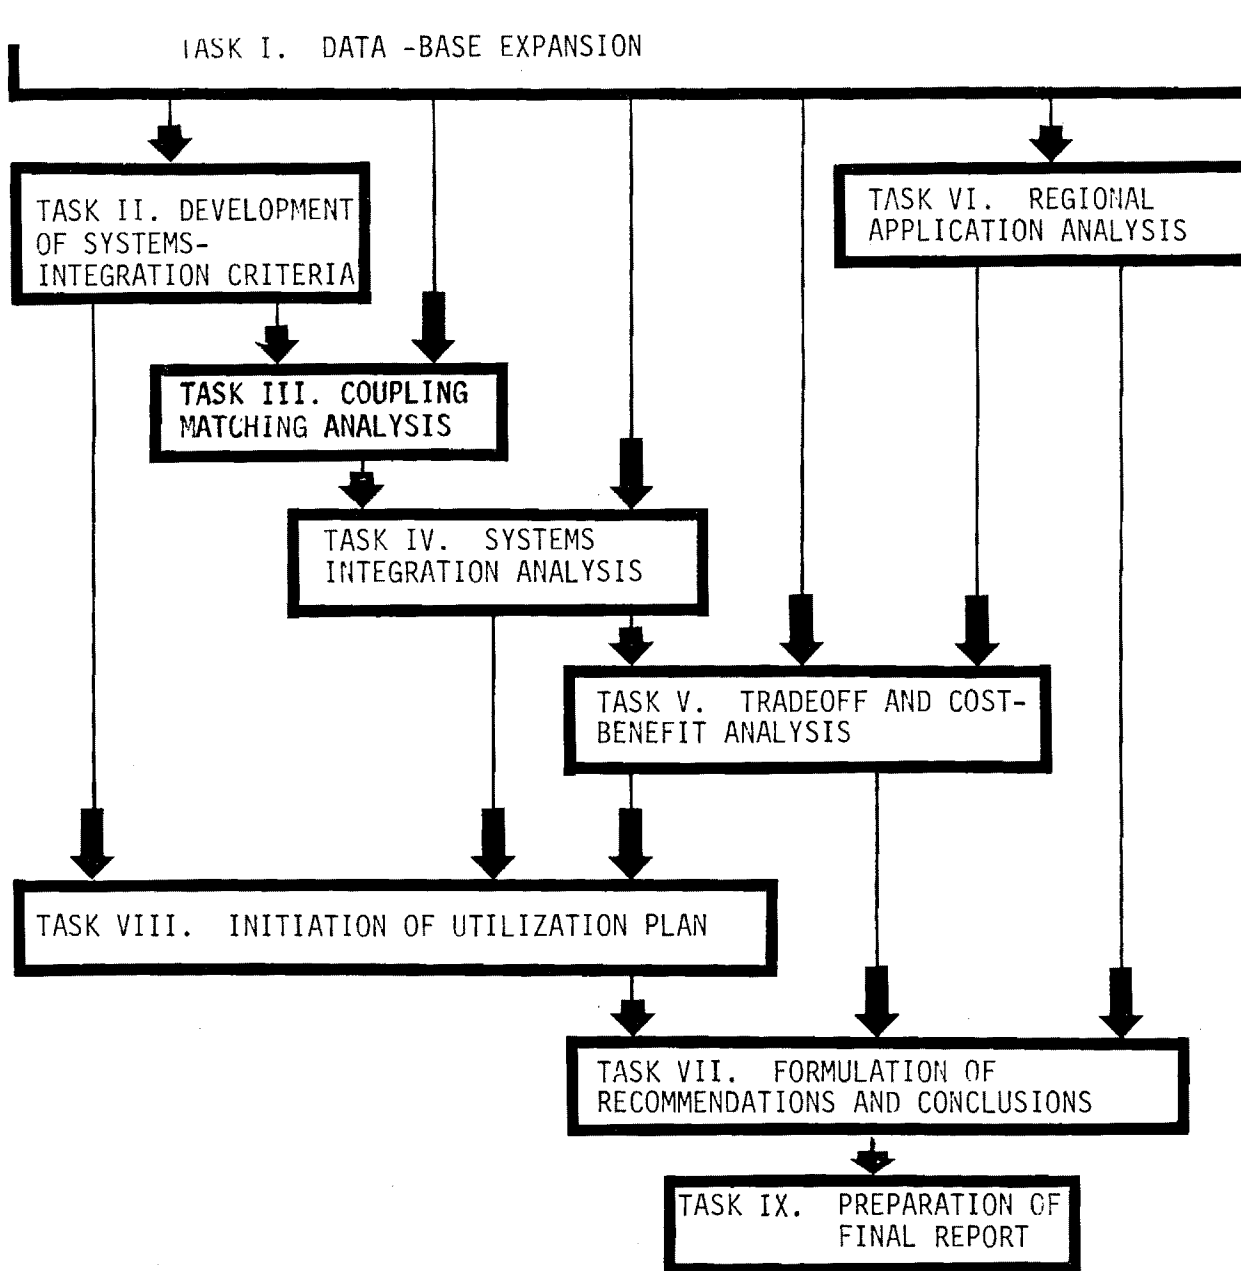 TASK I. DATA -BASE EXPANSION
TASK II. DEVELOPMENT
OF SYSTEMS-
INTEGRATION CRITERIA
TASK VI. REGIONAL
APPLICATION ANALYSIS
TASK III. COUPLING
MATCHING ANALYSIS
TASK IV. SYSTEMS
INTEGRATION ANALYSIS
TASK V. TRADEOFF AND COST-
BENEFIT ANALYSIS
TASK VIII. INITIATION OF UTILIZATION PLAN
TASK VII. FORMULATION OF
RECOMMENDATIONS AND CONCLUSIONS
TASK IX. PREPARATION OF
FINAL REPORT